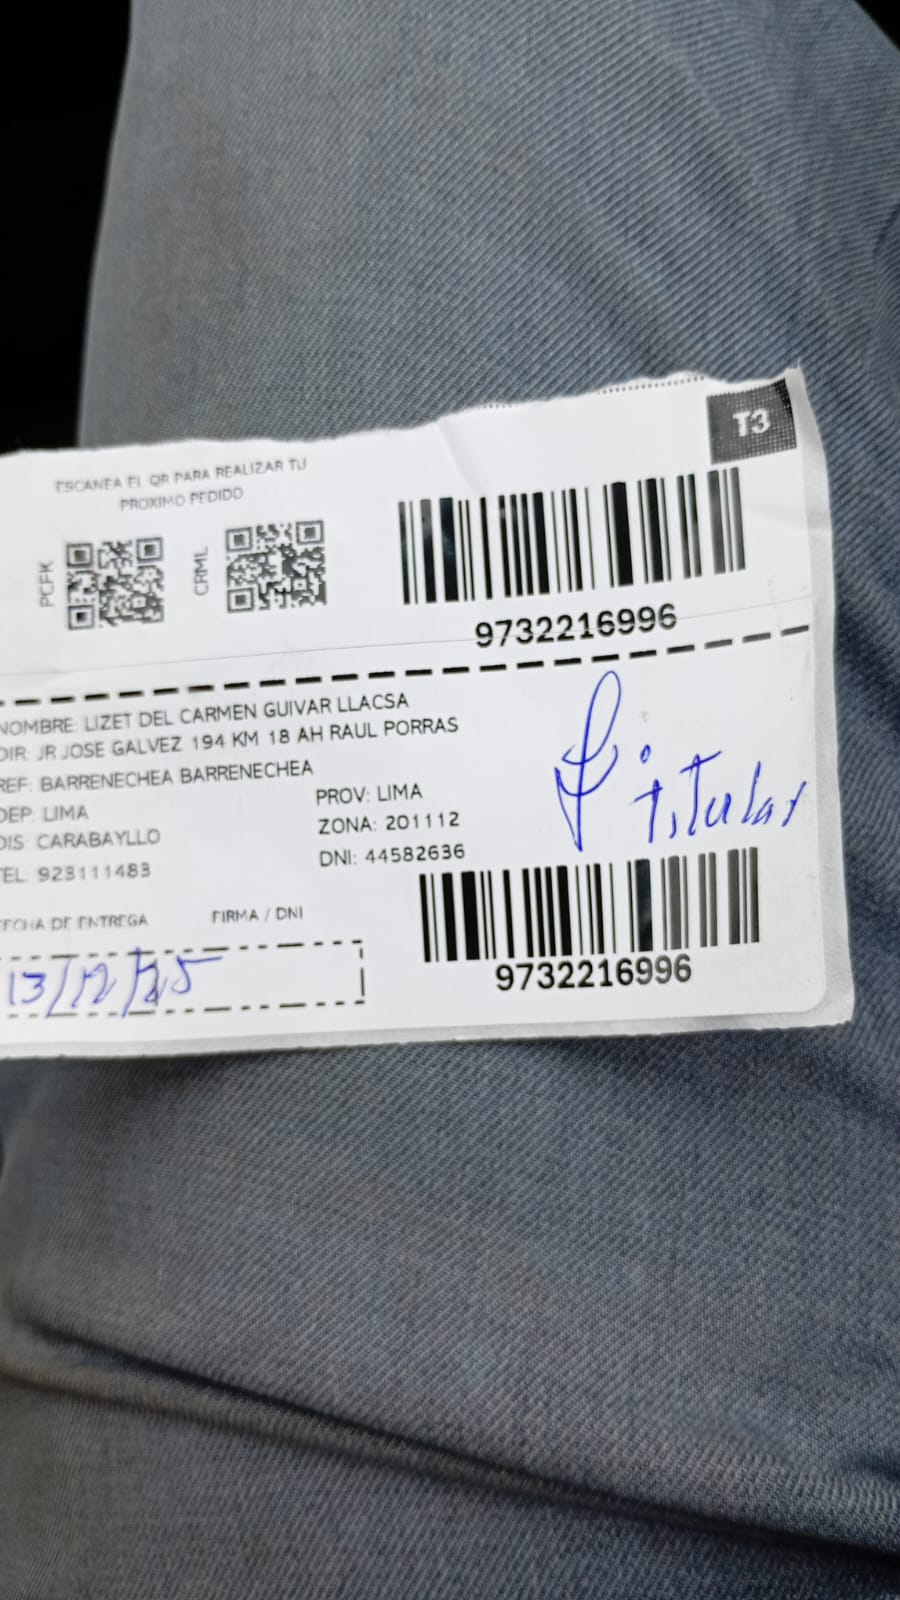 T3
ESCANEA EL QR PARA REALIZAR TU
PROXIMO PEDIDO
PCFK
CRML
9732216996
NOMBRE: LIZET DEL CARMEN GUIVAR LLACSA
DIR: JR JOSE GALVEZ 194 KM 18 AH RAUL PORRAS
REF: BARRENECHEA BARRENECHEA
DEP: LIMA PROV: LIMA
DIS: CARABAYLLO ZONA: 201112
TEL: 923111483 DNI: 44582636
Titular
FECHA DE ENTREGA FIRMA / DNI
13/12/25
9732216996